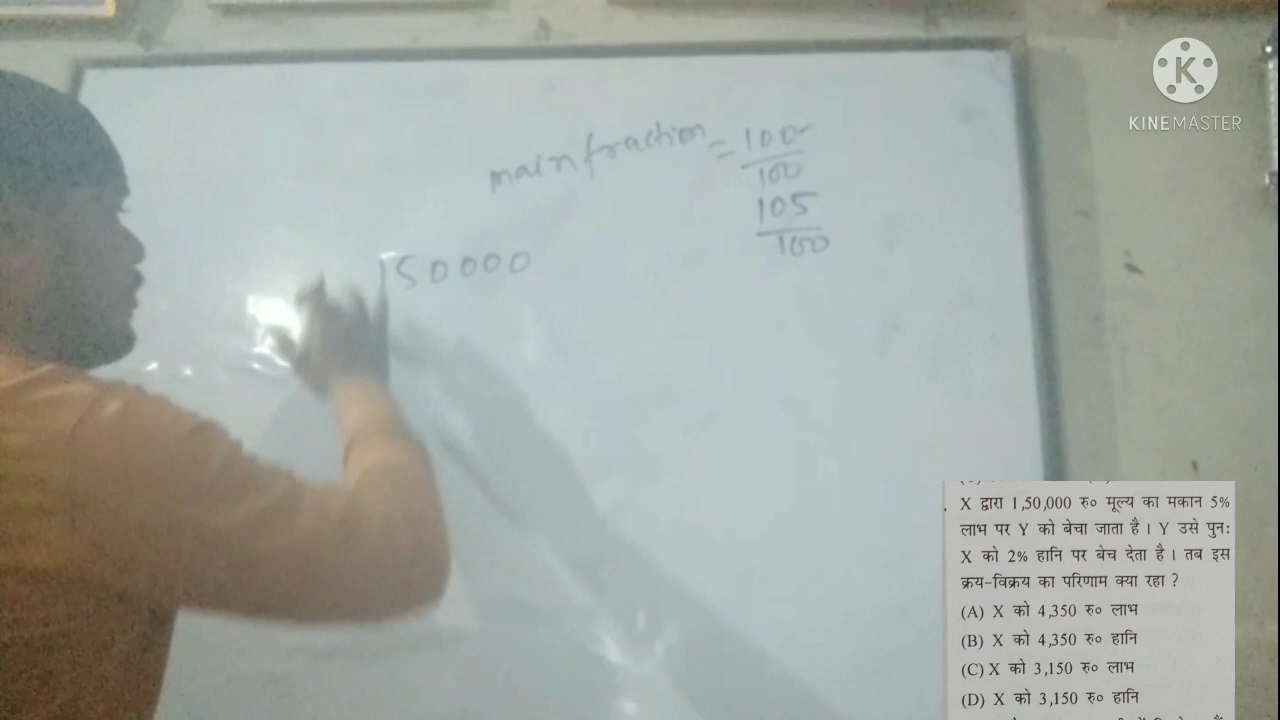 KINEMASTER
main fraction = 100
100
105
100
150000
X द्वारा 1,50,000 रु० मूल्य का मकान 5%
लाभ पर Y को बेचा जाता है । Y उसे पुन:
X को 2% हानि पर बेच देता है । तब इस
क्रय-विक्रय का परिणाम क्या रहा ?
(A) X को 4,350 रु० लाभ
(B) X को 4,350 रु० हानि
(C) X को 3,150 रु० लाभ
(D) X को 3,150 रु० हानि